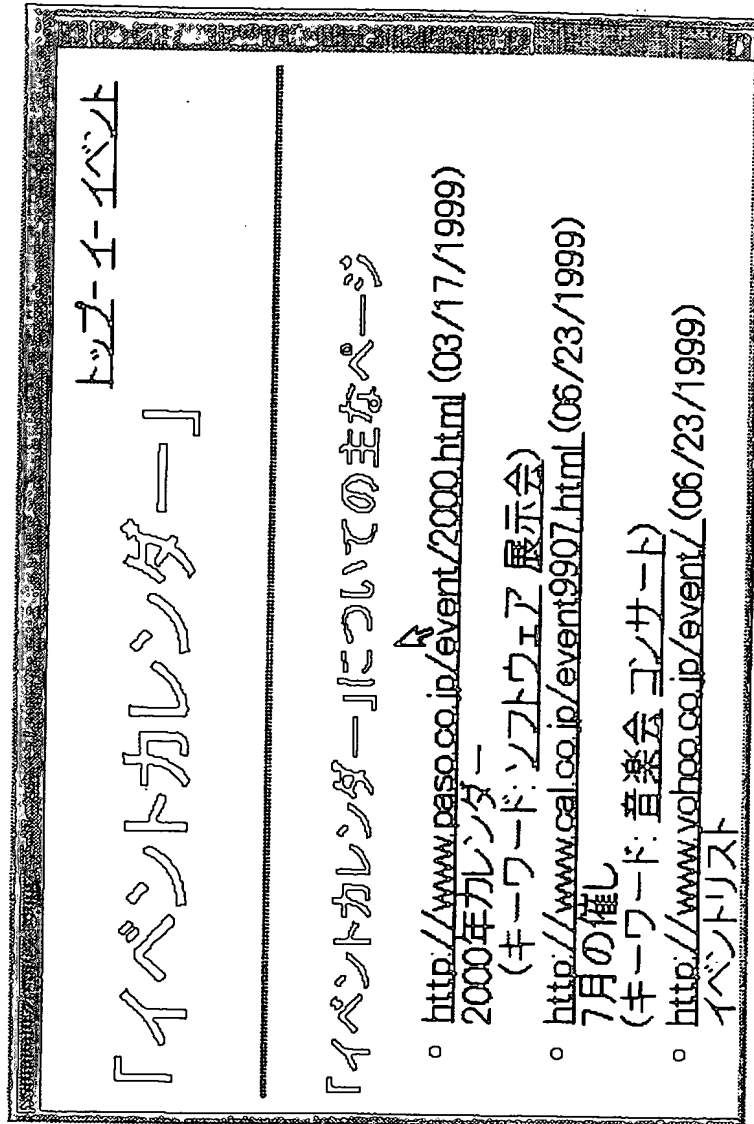 トップ- イ- イベント
「イベントカレンダー」
「イベントカレンダー」についての主なページ
http://www.paso.co.jp/event/2000.html (03/17/1999)
2000年カレンダー
(キーワード: ソフトウェア 展示会)
http://www.cal.co.jp/event9907.html (06/23/1999)
7月の催し
(キーワード: 音楽会 コンサート)
http://www.yohoo.co.jp/event/ (06/23/1999)
イベントリスト